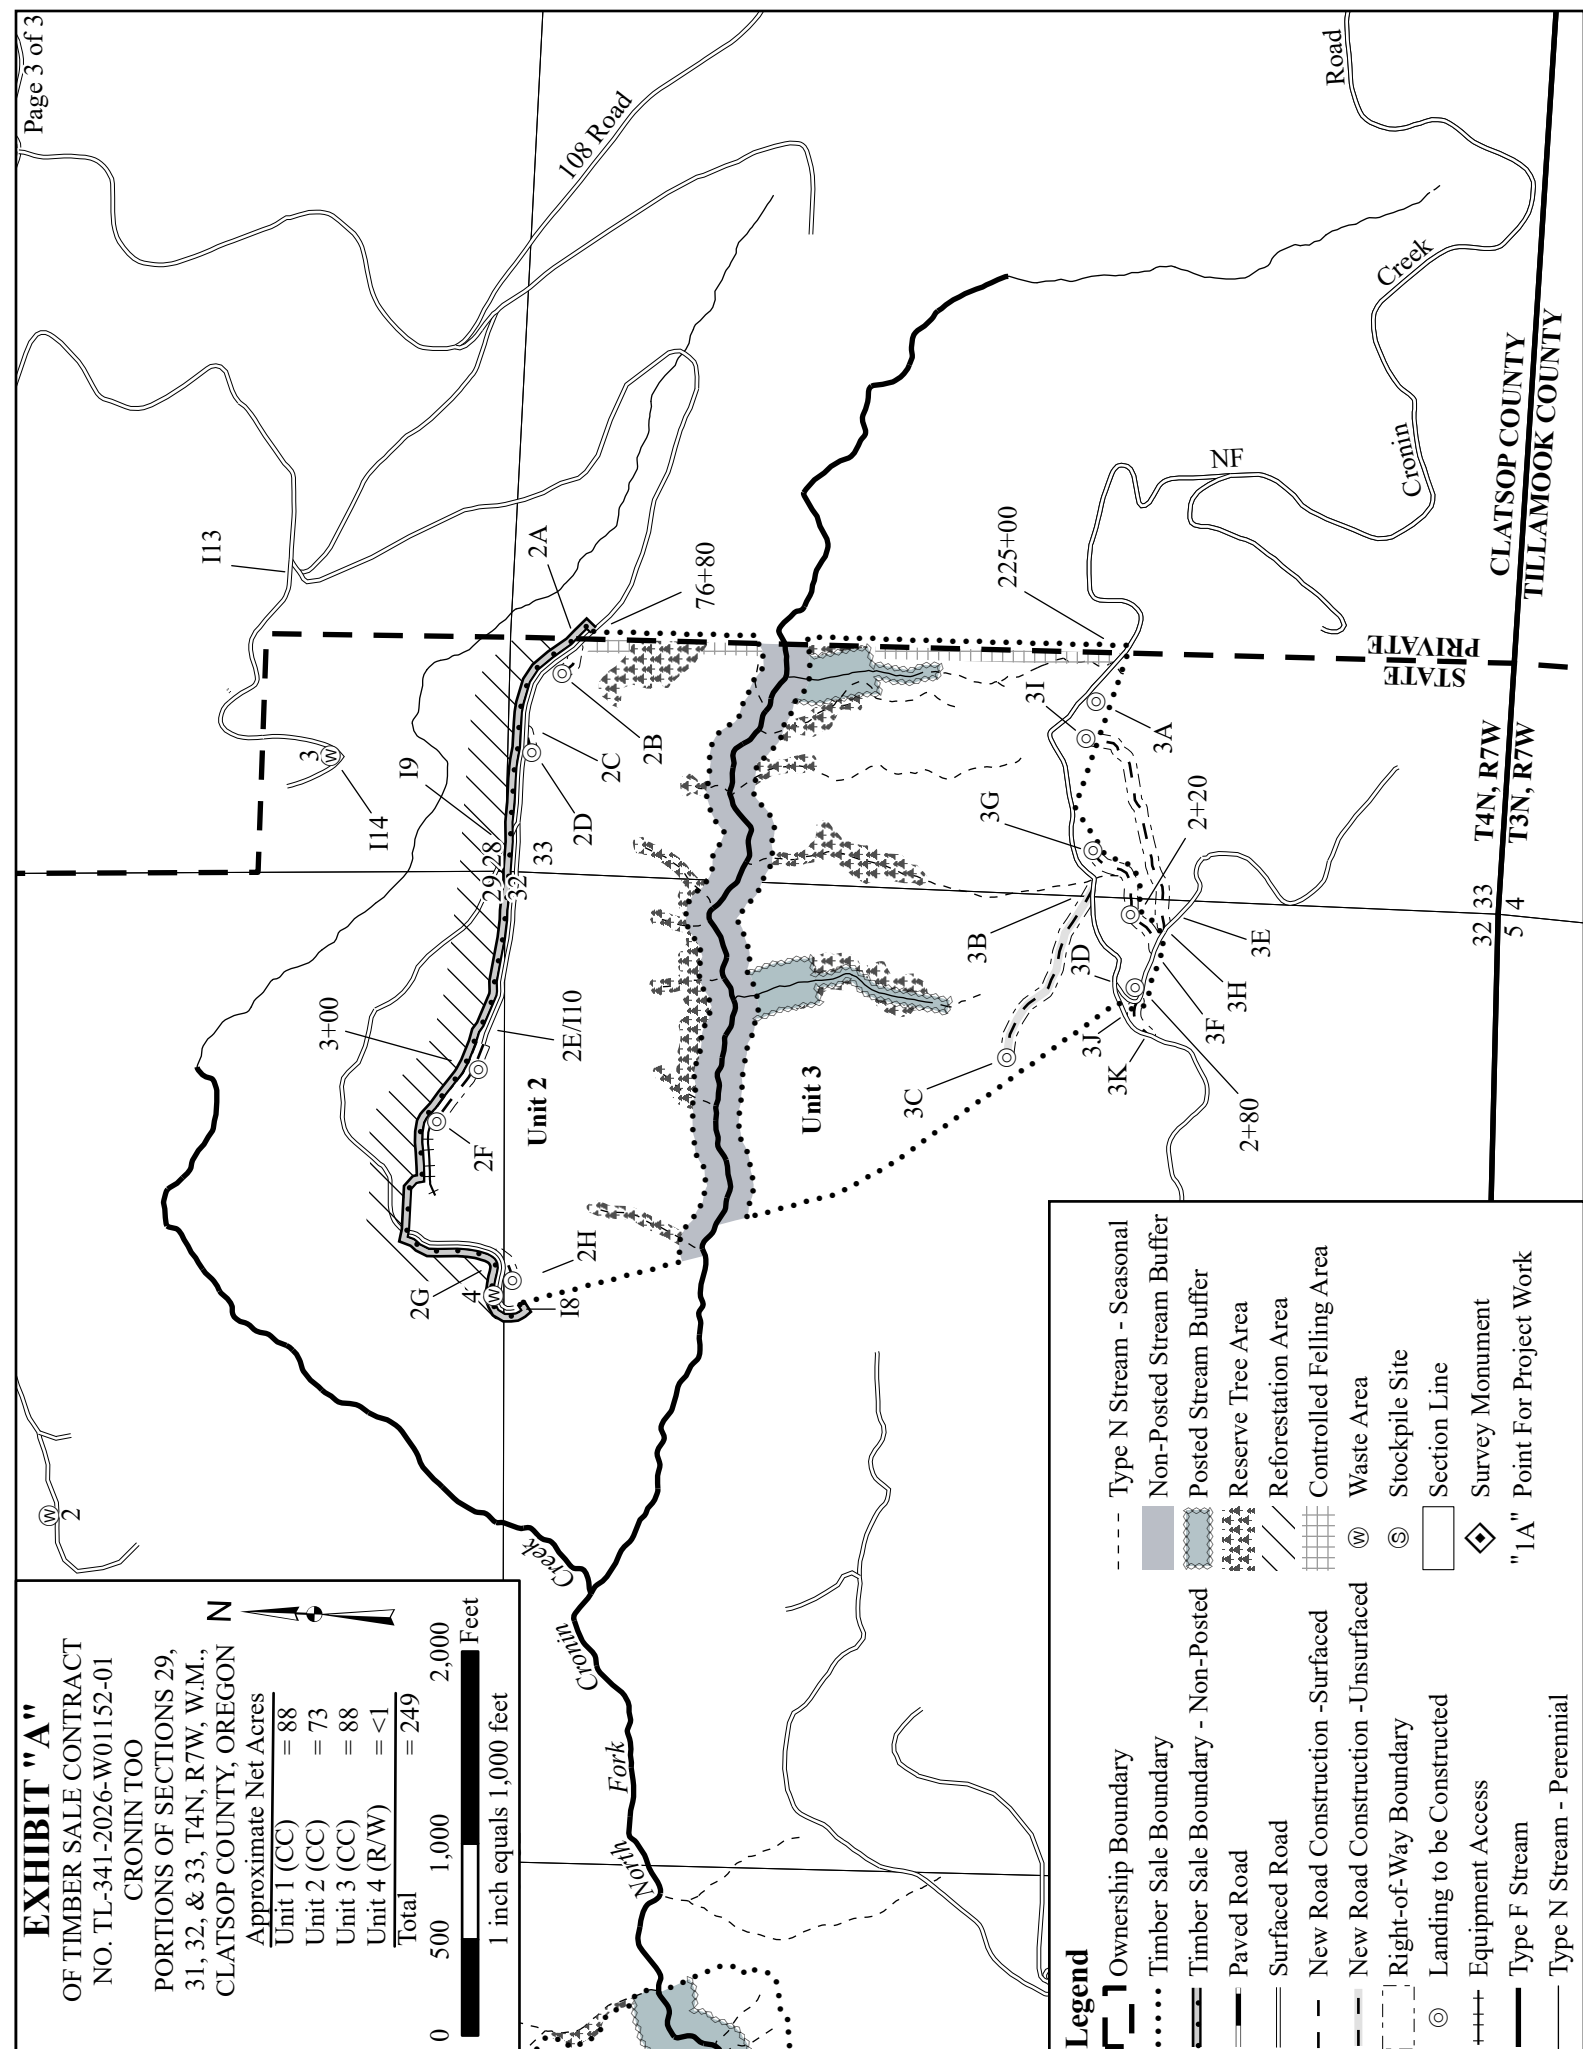 Page 3 of 3
EXHIBIT "A"
OF TIMBER SALE CONTRACT
NO. TL-341-2026-W01152-01
CRONIN TOO
PORTIONS OF SECTIONS 29,
31, 32, & 33, T4N, R7W, W.M.,
CLATSOP COUNTY, OREGON
Approximate Net Acres
Unit 1 (CC) = 88
Unit 2 (CC) = 73
Unit 3 (CC) = 88
Unit 4 (R/W) = <1
Total = 249
N
0 500 1,000 2,000
Feet
1 inch equals 1,000 feet
Legend
Ownership Boundary
Timber Sale Boundary
Timber Sale Boundary - Non-Posted
Paved Road
Surfaced Road
New Road Construction -Surfaced
New Road Construction -Unsurfaced
Right-of-Way Boundary
Landing to be Constructed
Equipment Access
Type F Stream
Type N Stream - Perennial
Type N Stream - Seasonal
Non-Posted Stream Buffer
Posted Stream Buffer
Reserve Tree Area
Reforestation Area
Controlled Felling Area
W Waste Area
S Stockpile Site
Section Line
Survey Monument
"1A" Point For Project Work
W
2
108 Road
I13
W
3
I14
I9
3+00
2A
76+80
2B
2C
2D
29 28
32 33
2E/I10
2F
Unit 2
2G
W
4
2H
I8
North Fork Cronin Creek
Unit 3
225+00
3I
3A
3G
2+20
3B
3D
3E
3H
3F
3J
3K
3C
2+80
NF
Cronin
Creek
Road
STATE
PRIVATE
CLATSOP COUNTY
TILLAMOOK COUNTY
32 33 T4N, R7W
5 4 T3N, R7W